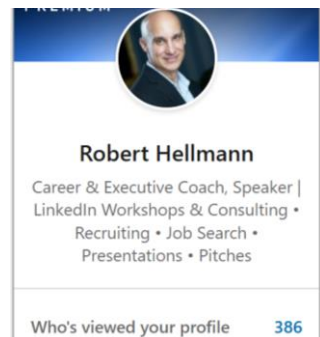 PREMIUM
Robert Hellmann
Career & Executive Coach, Speaker |
LinkedIn Workshops & Consulting •
Recruiting • Job Search •
Presentations • Pitches
Who's viewed your profile 386